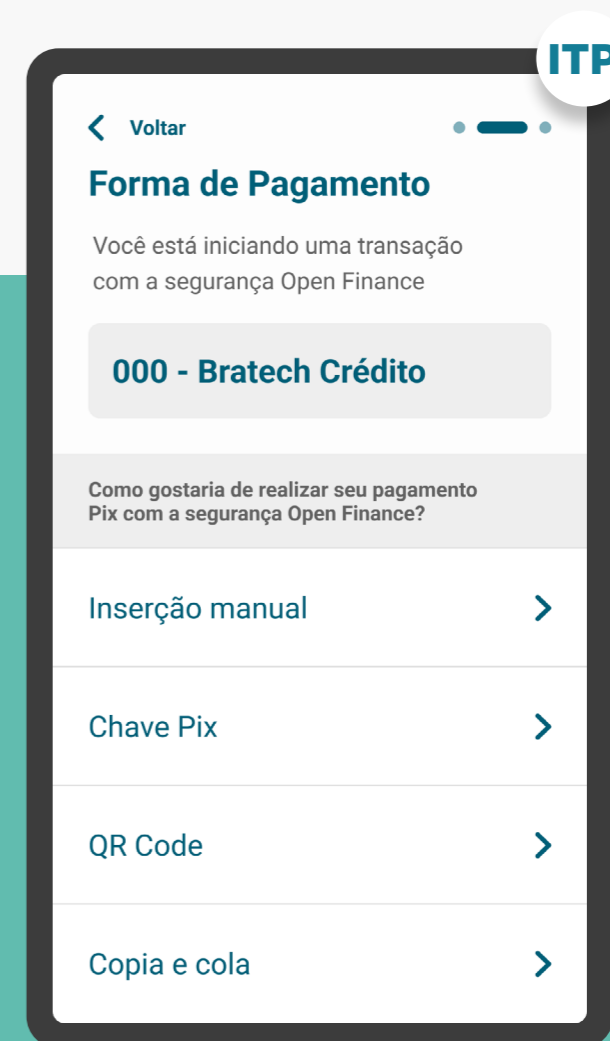 ITP
Voltar
Forma de Pagamento
Você está iniciando uma transação
com a segurança Open Finance
000 - Bratech Crédito
Como gostaria de realizar seu pagamento
Pix com a segurança Open Finance?
Inserção manual
Chave Pix
QR Code
Copia e cola